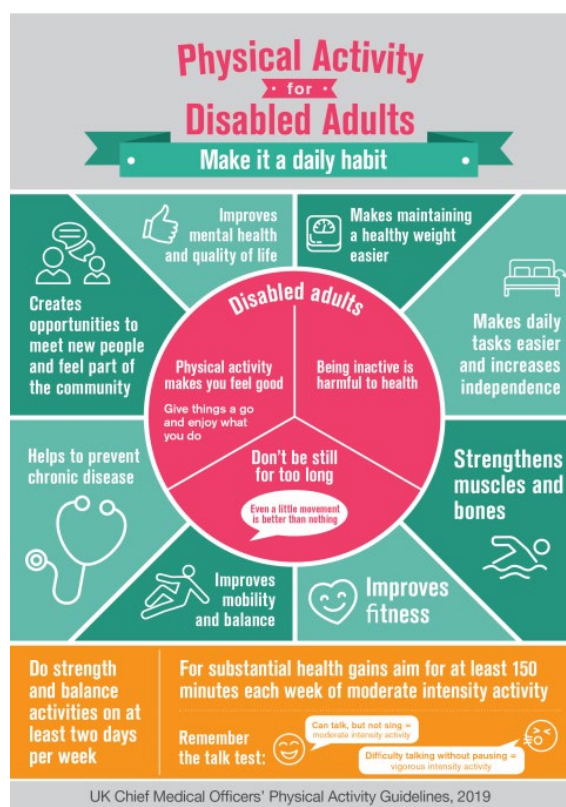 Physical Activity
for
Disabled Adults
Make it a daily habit
Improves
mental health
and quality of life
Makes maintaining
a healthy weight
easier
Creates
opportunities to
meet new people
and feel part of
the community
Makes daily
tasks easier
and increases
independence
Disabled adults
Physical activity
makes you feel good
Give things a go
and enjoy what
you do
Being inactive is
harmful to health
Don't be still
for too long
Even a little movement
is better than nothing
Helps to prevent
chronic disease
Strengthens
muscles and
bones
Improves
mobility
and balance
Improves
fitness
Do strength
and balance
activities on at
least two days
per week
For substantial health gains aim for at least 150
minutes each week of moderate intensity activity
Remember
the talk test:
Can talk, but not sing =
moderate intensity activity
Difficulty talking without pausing =
vigorous intensity activity
UK Chief Medical Officers' Physical Activity Guidelines, 2019